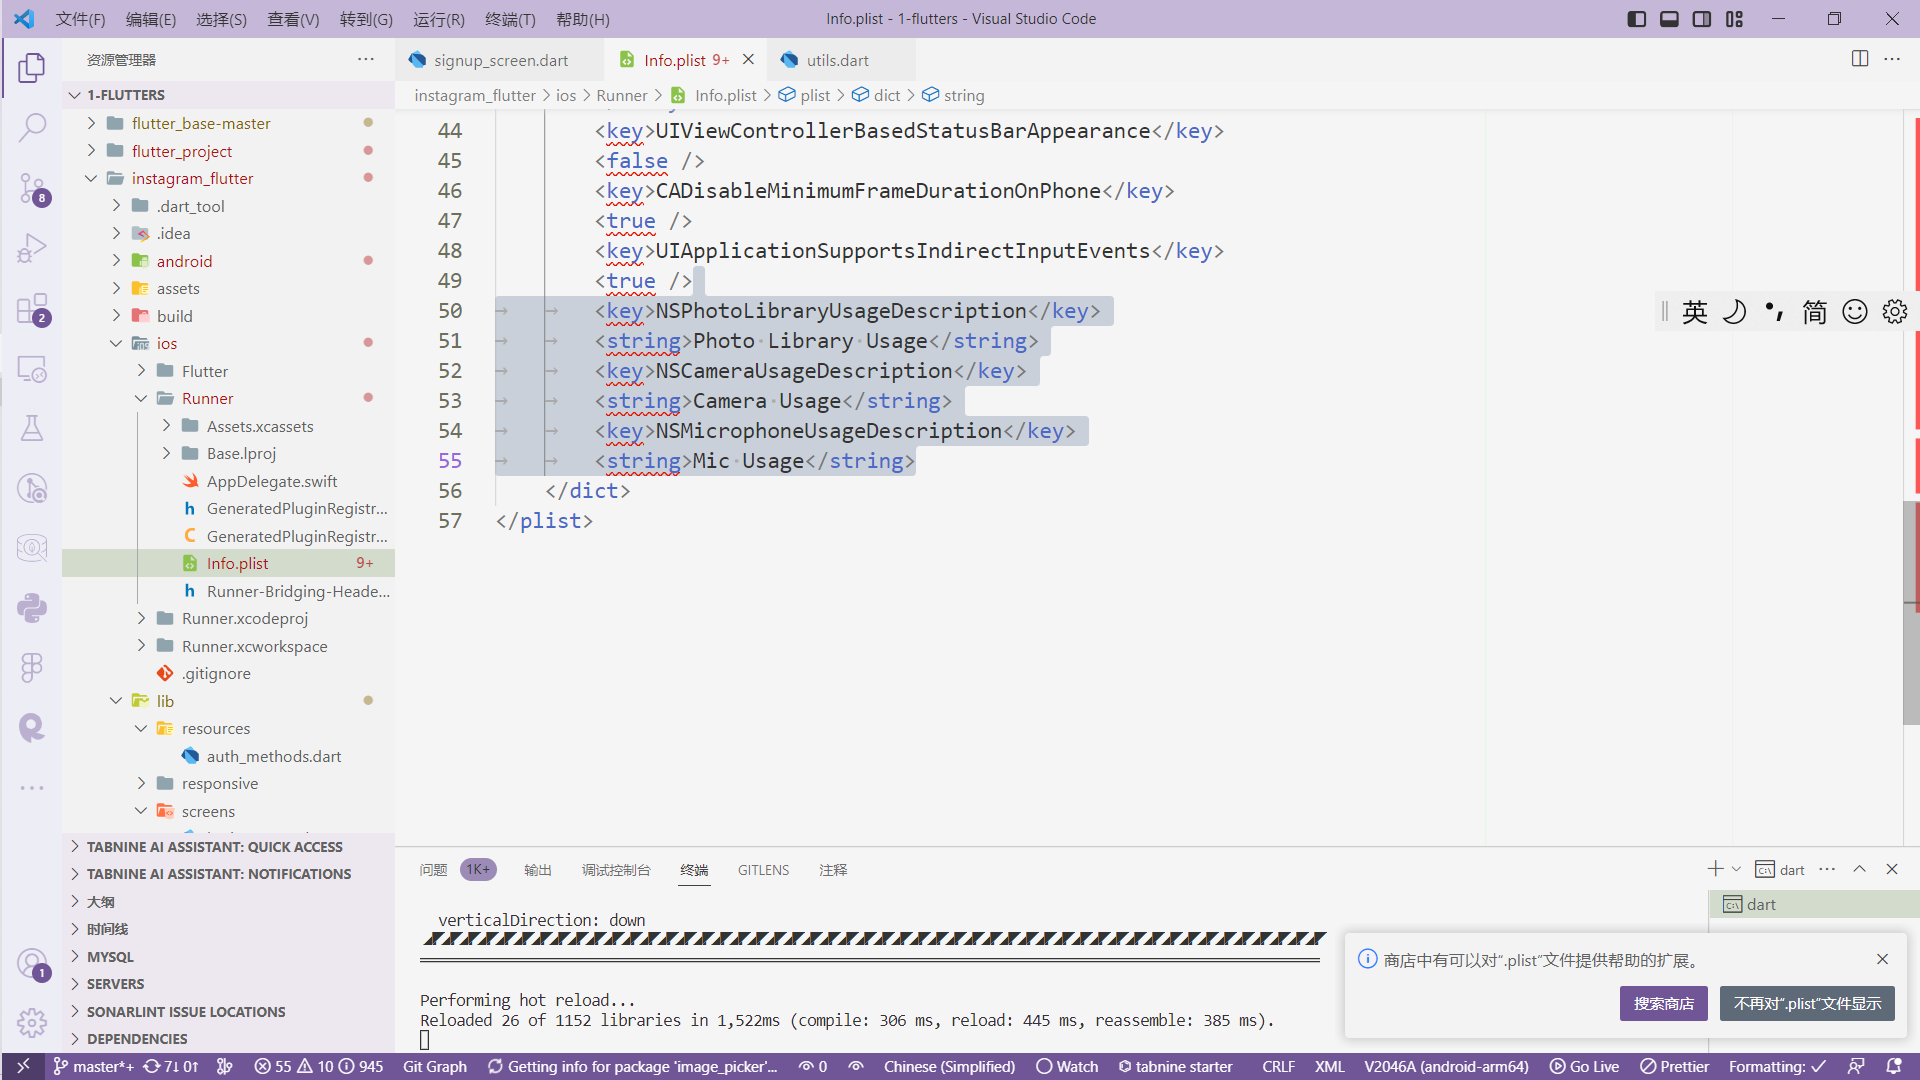 文件(F) 编辑(E) 选择(S) 查看(V) 转到(G) 运行(R) 终端(T) 帮助(H)
Info.plist - 1-flutters - Visual Studio Code
资源管理器
1-FLUTTERS
flutter_base-master
flutter_project
instagram_flutter
.dart_tool
.idea
android
assets
build
ios
Flutter
Runner
Assets.xcassets
Base.lproj
AppDelegate.swift
GeneratedPluginRegistr...
GeneratedPluginRegistr...
Info.plist 9+
Runner-Bridging-Heade...
Runner.xcodeproj
Runner.xcworkspace
.gitignore
lib
resources
auth_methods.dart
responsive
screens
TABNINE AI ASSISTANT: QUICK ACCESS
TABNINE AI ASSISTANT: NOTIFICATIONS
大纲
时间线
MYSQL
SERVERS
SONARLINT ISSUE LOCATIONS
DEPENDENCIES
8
2
1
signup_screen.dart
Info.plist 9+
utils.dart
instagram_flutter > ios > Runner > Info.plist > plist > dict > string
44 <key>UIViewControllerBasedStatusBarAppearance</key>
45 <false />
46 <key>CADisableMinimumFrameDurationOnPhone</key>
47 <true />
48 <key>UIApplicationSupportsIndirectInputEvents</key>
49 <true />
50 <key>NSPhotoLibraryUsageDescription</key>
51 <string>Photo Library Usage</string>
52 <key>NSCameraUsageDescription</key>
53 <string>Camera Usage</string>
54 <key>NSMicrophoneUsageDescription</key>
55 <string>Mic Usage</string>
56 </dict>
57 </plist>
英 简
问题 1K+ 输出 调试控制台 终端 GITLENS 注释
dart
dart
verticalDirection: down
Performing hot reload...
Reloaded 26 of 1152 libraries in 1,522ms (compile: 306 ms, reload: 445 ms, reassemble: 385 ms).
商店中有可以对“.plist”文件提供帮助的扩展。
搜索商店 不再对“.plist”文件显示
master*+ 7↓ 0↑ 55 10 945 Git Graph Getting info for package 'image_picker'... 0 Chinese (Simplified) Watch tabnine starter CRLF XML V2046A (android-arm64) Go Live Prettier Formatting: ✓